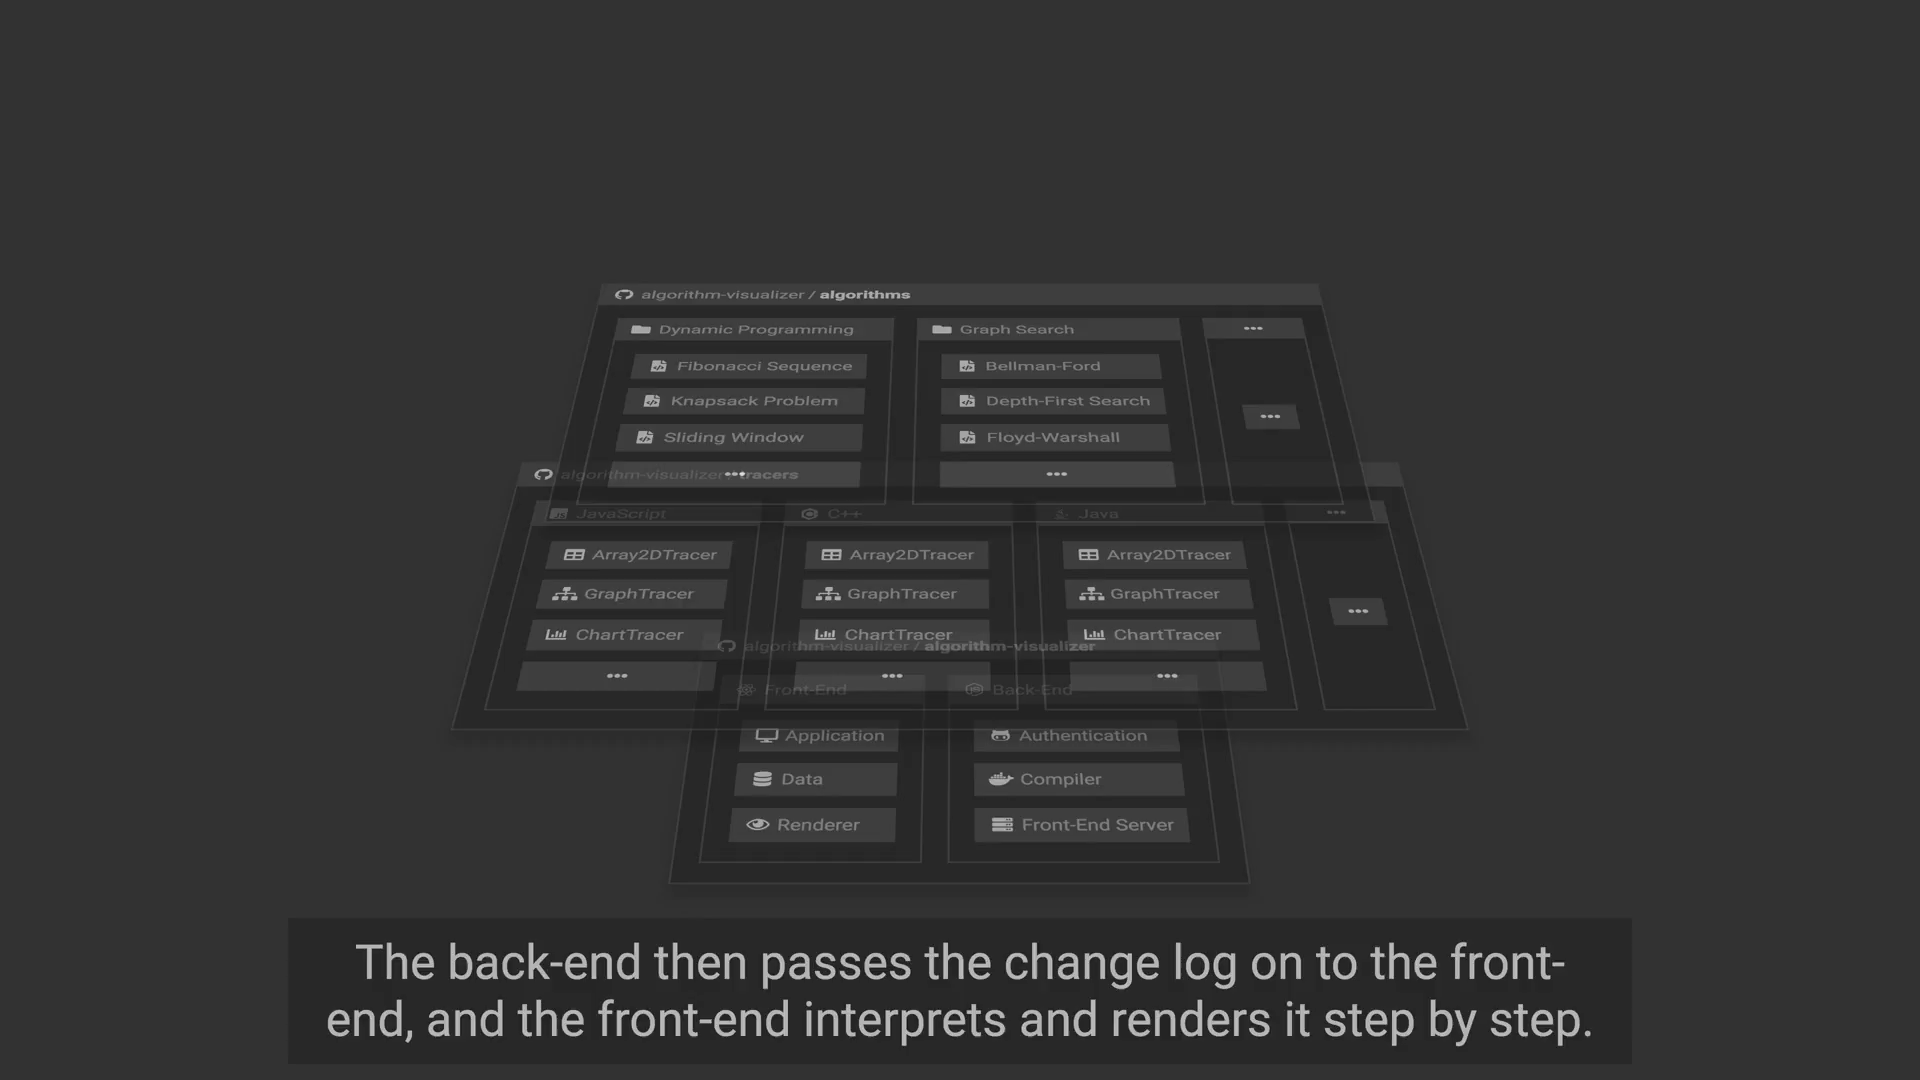 algorithm-visualizer / algorithms
Dynamic Programming
Fibonacci Sequence
Knapsack Problem
Sliding Window
•••
Graph Search
Bellman-Ford
Depth-First Search
Floyd-Warshall
•••
•••
•••
algorithm-visualizer / tracers
JavaScript
Array2DTracer
GraphTracer
ChartTracer
•••
C++
Array2DTracer
GraphTracer
ChartTracer
•••
Java
Array2DTracer
GraphTracer
ChartTracer
•••
•••
•••
algorithm-visualizer / algorithm-visualizer
Front-End
Application
Data
Renderer
Back-End
Authentication
Compiler
Front-End Server
The back-end then passes the change log on to the front-
end, and the front-end interprets and renders it step by step.